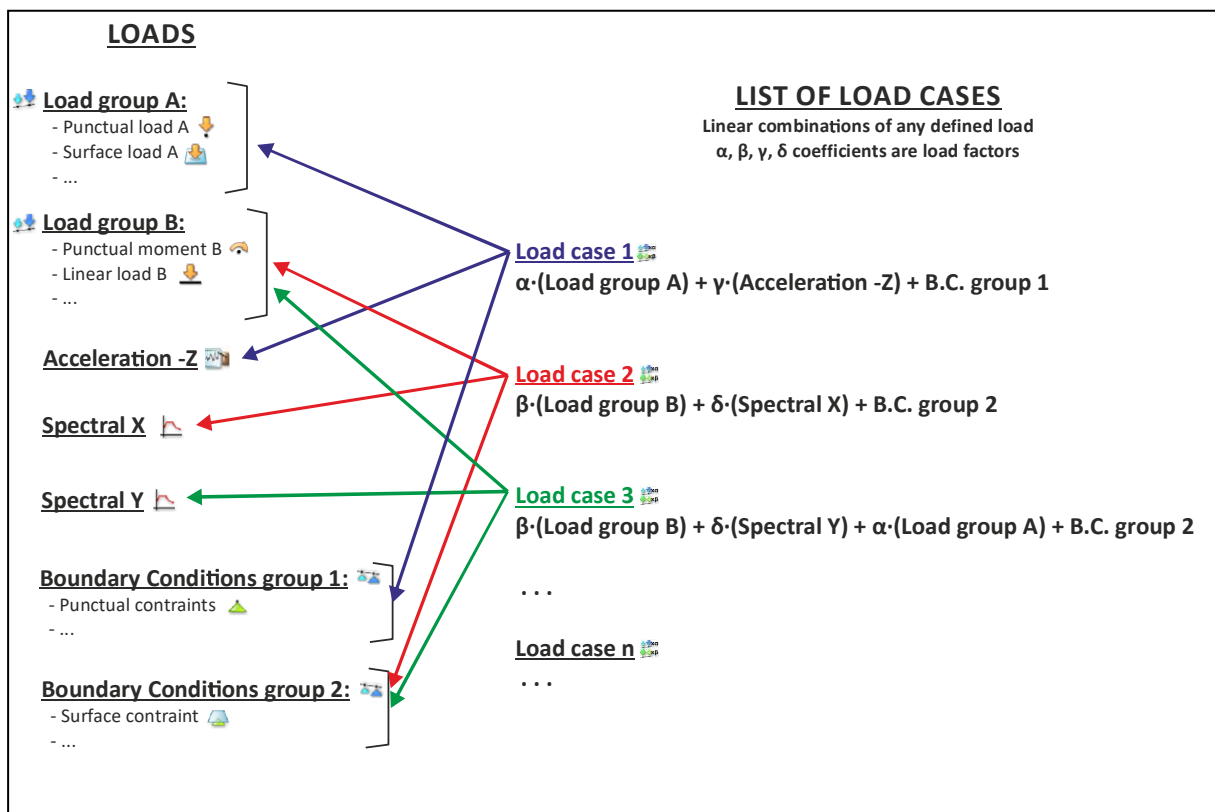 LOADS
Load group A:
- Punctual load A
- Surface load A
- ...
Load group B:
- Punctual moment B
- Linear load B
- ...
Acceleration -Z
Spectral X
Spectral Y
Boundary Conditions group 1:
- Punctual contraints
- ...
Boundary Conditions group 2:
- Surface contraint
- ...
LIST OF LOAD CASES
Linear combinations of any defined load
α, β, γ, δ coefficients are load factors
Load case 1
α·(Load group A) + γ·(Acceleration -Z) + B.C. group 1
Load case 2
β·(Load group B) + δ·(Spectral X) + B.C. group 2
Load case 3
β·(Load group B) + δ·(Spectral Y) + α·(Load group A) + B.C. group 2
. . .
Load case n
. . .